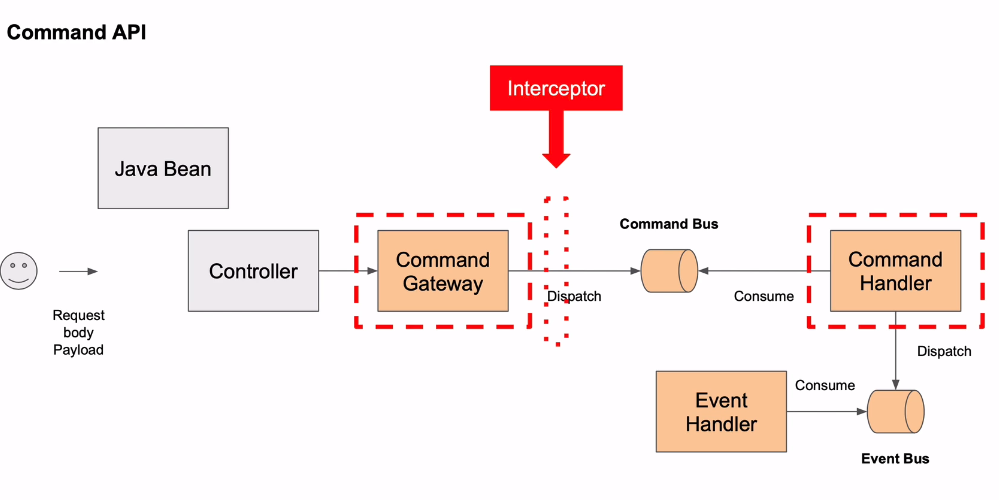 Command API
Interceptor
Java Bean
Command Bus
Controller
Command
Gateway
Command
Handler
Dispatch
Consume
Request
body
Payload
Dispatch
Event
Handler
Consume
Event Bus